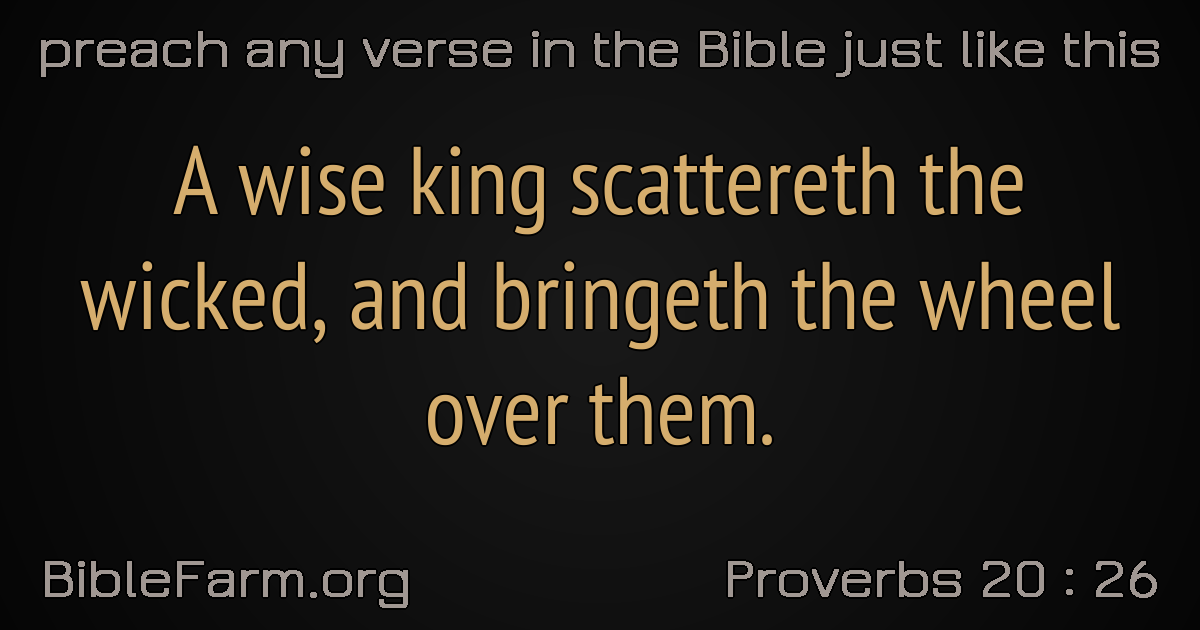 preach any verse in the Bible just like this
A wise king scattereth the
wicked, and bringeth the wheel
over them.
BibleFarm.org
Proverbs 20 : 26